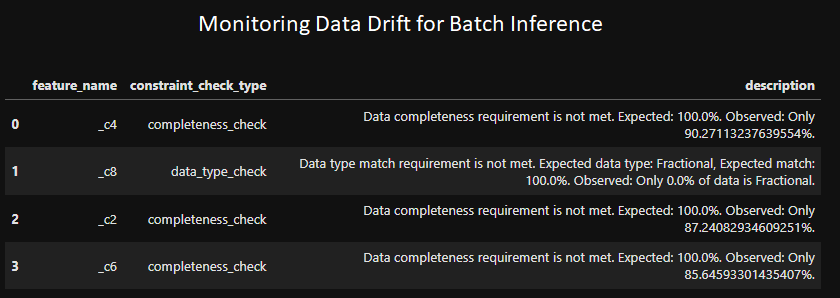 Monitoring Data Drift for Batch Inference
feature_name constraint_check_type description
0 _c4 completeness_check Data completeness requirement is not met. Expected: 100.0%. Observed: Only
90.27113237639554%.
1 _c8 data_type_check Data type match requirement is not met. Expected data type: Fractional, Expected match:
100.0%. Observed: Only 0.0% of data is Fractional.
2 _c2 completeness_check Data completeness requirement is not met. Expected: 100.0%. Observed: Only
87.24082934609251%.
3 _c6 completeness_check Data completeness requirement is not met. Expected: 100.0%. Observed: Only
85.64593301435407%.